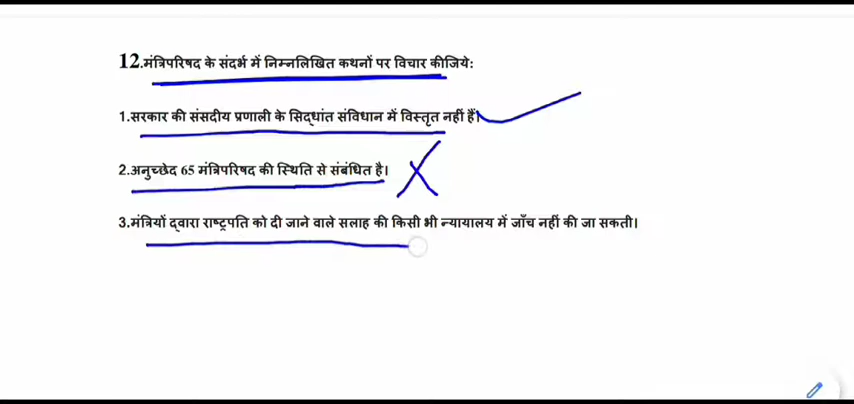 12.मंत्रिपरिषद के संदर्भ में निम्नलिखित कथनों पर विचार कीजिये:
1.सरकार की संसदीय प्रणाली के सिद्धांत संविधान में विस्तृत नहीं हैं।
2.अनुच्छेद 65 मंत्रिपरिषद की स्थिति से संबंधित है।
3.मंत्रियों द्वारा राष्ट्रपति को दी जाने वाले सलाह की किसी भी न्यायालय में जाँच नहीं की जा सकती।